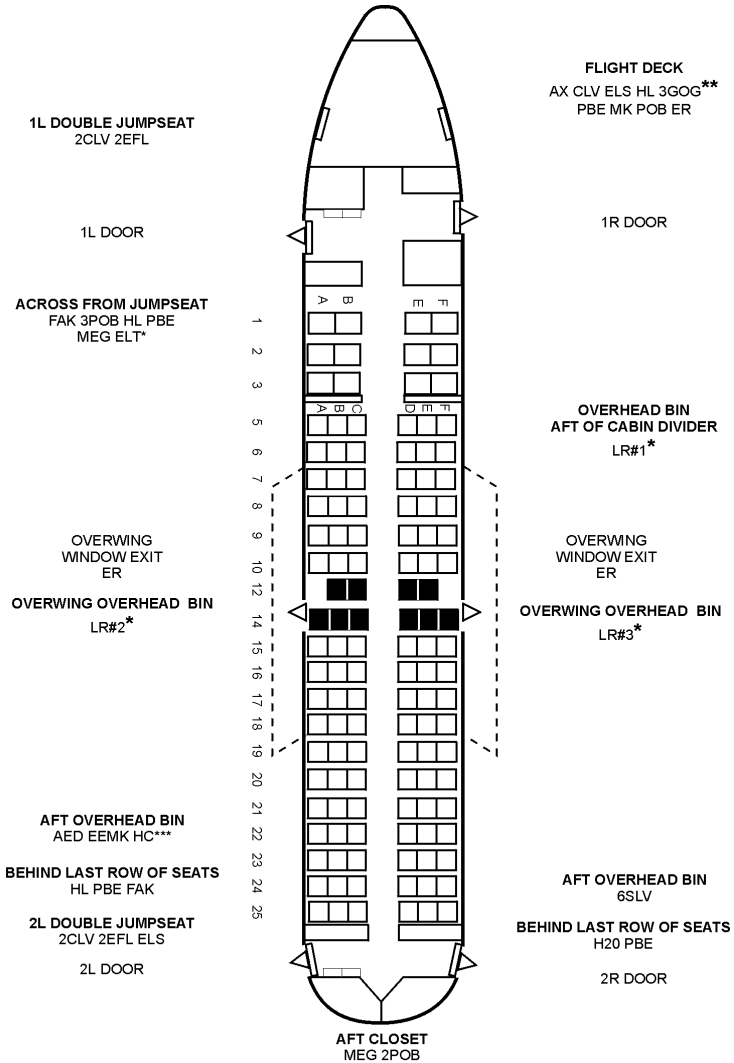 FLIGHT DECK
AX CLV ELS HL 3GOG**
PBE MK POB ER
1L DOUBLE JUMPSEAT
2CLV 2EFL
1L DOOR
1R DOOR
ACROSS FROM JUMPSEAT
FAK 3POB HL PBE
MEG ELT*
A B E F
1
2
3
A B C D E F
5
6
7
8
9
10
12
14
15
16
17
18
19
20
21
22
23
24
25
OVERHEAD BIN
AFT OF CABIN DIVIDER
LR#1*
OVERWING
WINDOW EXIT
ER
OVERWING OVERHEAD BIN
LR#2*
OVERWING
WINDOW EXIT
ER
OVERWING OVERHEAD BIN
LR#3*
AFT OVERHEAD BIN
AED EEMK HC***
BEHIND LAST ROW OF SEATS
HL PBE FAK
2L DOUBLE JUMPSEAT
2CLV 2EFL ELS
2L DOOR
AFT OVERHEAD BIN
6SLV
BEHIND LAST ROW OF SEATS
H20 PBE
2R DOOR
AFT CLOSET
MEG 2POB